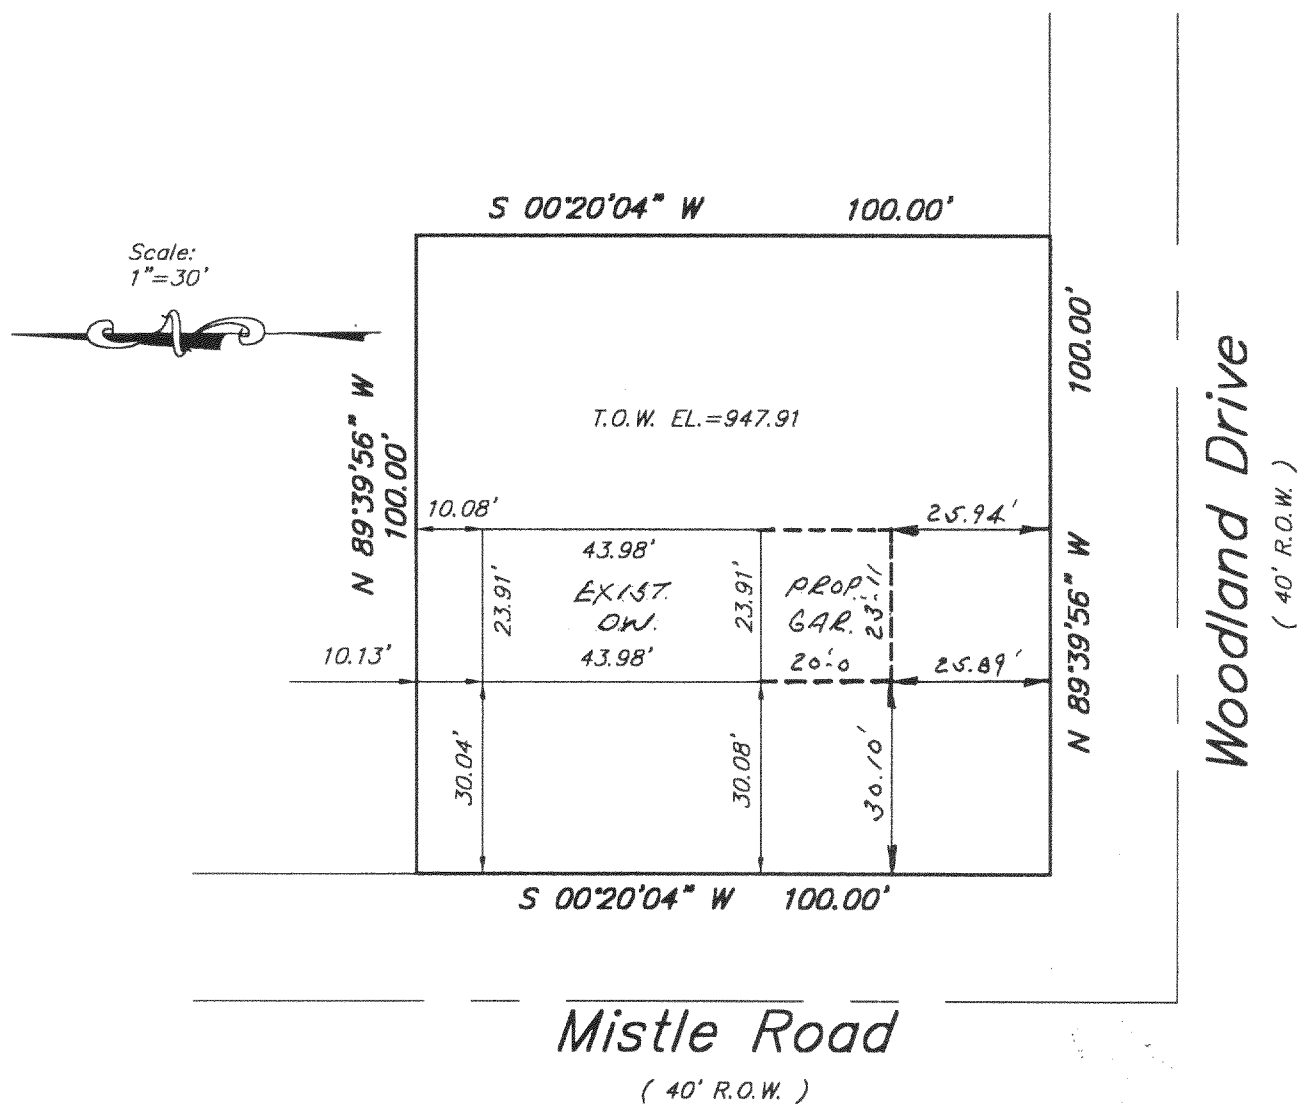 S 00°20'04" W 100.00'
Scale:
1"=30'
N 89°39'56" W
100.00'
100.00'
N 89°39'56" W
T.O.W. EL.=947.91
10.08'
25.94'
43.98'
23.91'
EXIST.
DW.
43.98'
23.91'
PROP.
GAR.
23'-11
20'-0
10.13'
25.89'
30.04'
30.08'
30.10'
S 00°20'04" W 100.00'
Woodland Drive
( 40' R.O.W. )
Mistle Road
( 40' R.O.W. )